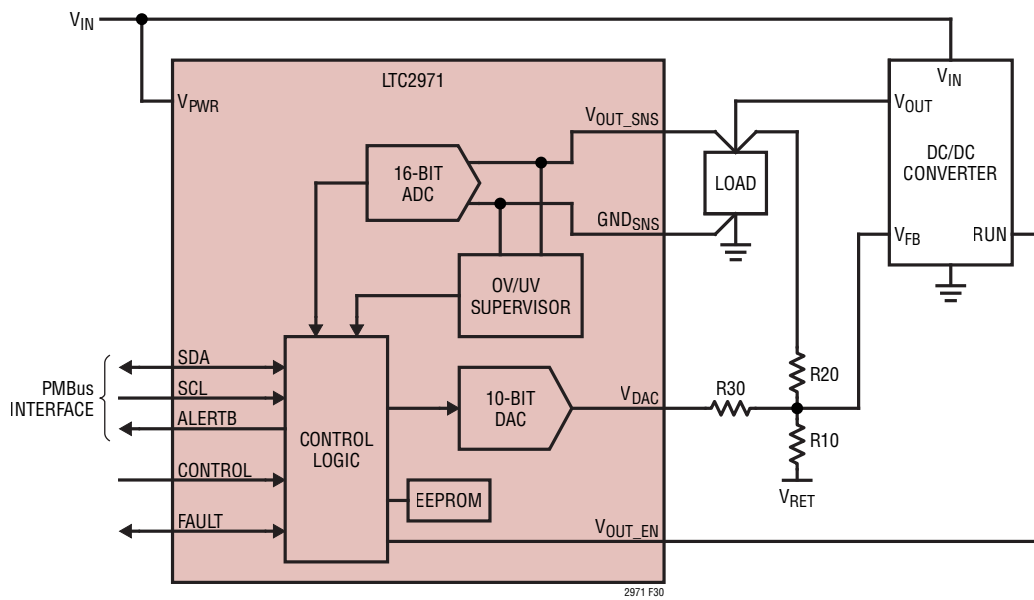 VIN
LTC2971
VPWR
VIN
VOUT
DC/DC
CONVERTER
VFB
RUN
VOUT_SNS
16-BIT
ADC
LOAD
GNDSNS
OV/UV
SUPERVISOR
PMBus
INTERFACE
SDA
SCL
ALERTB
CONTROL
FAULT
CONTROL
LOGIC
10-BIT
DAC
VDAC
R30
R20
R10
VRET
EEPROM
VOUT_EN
2971 F30